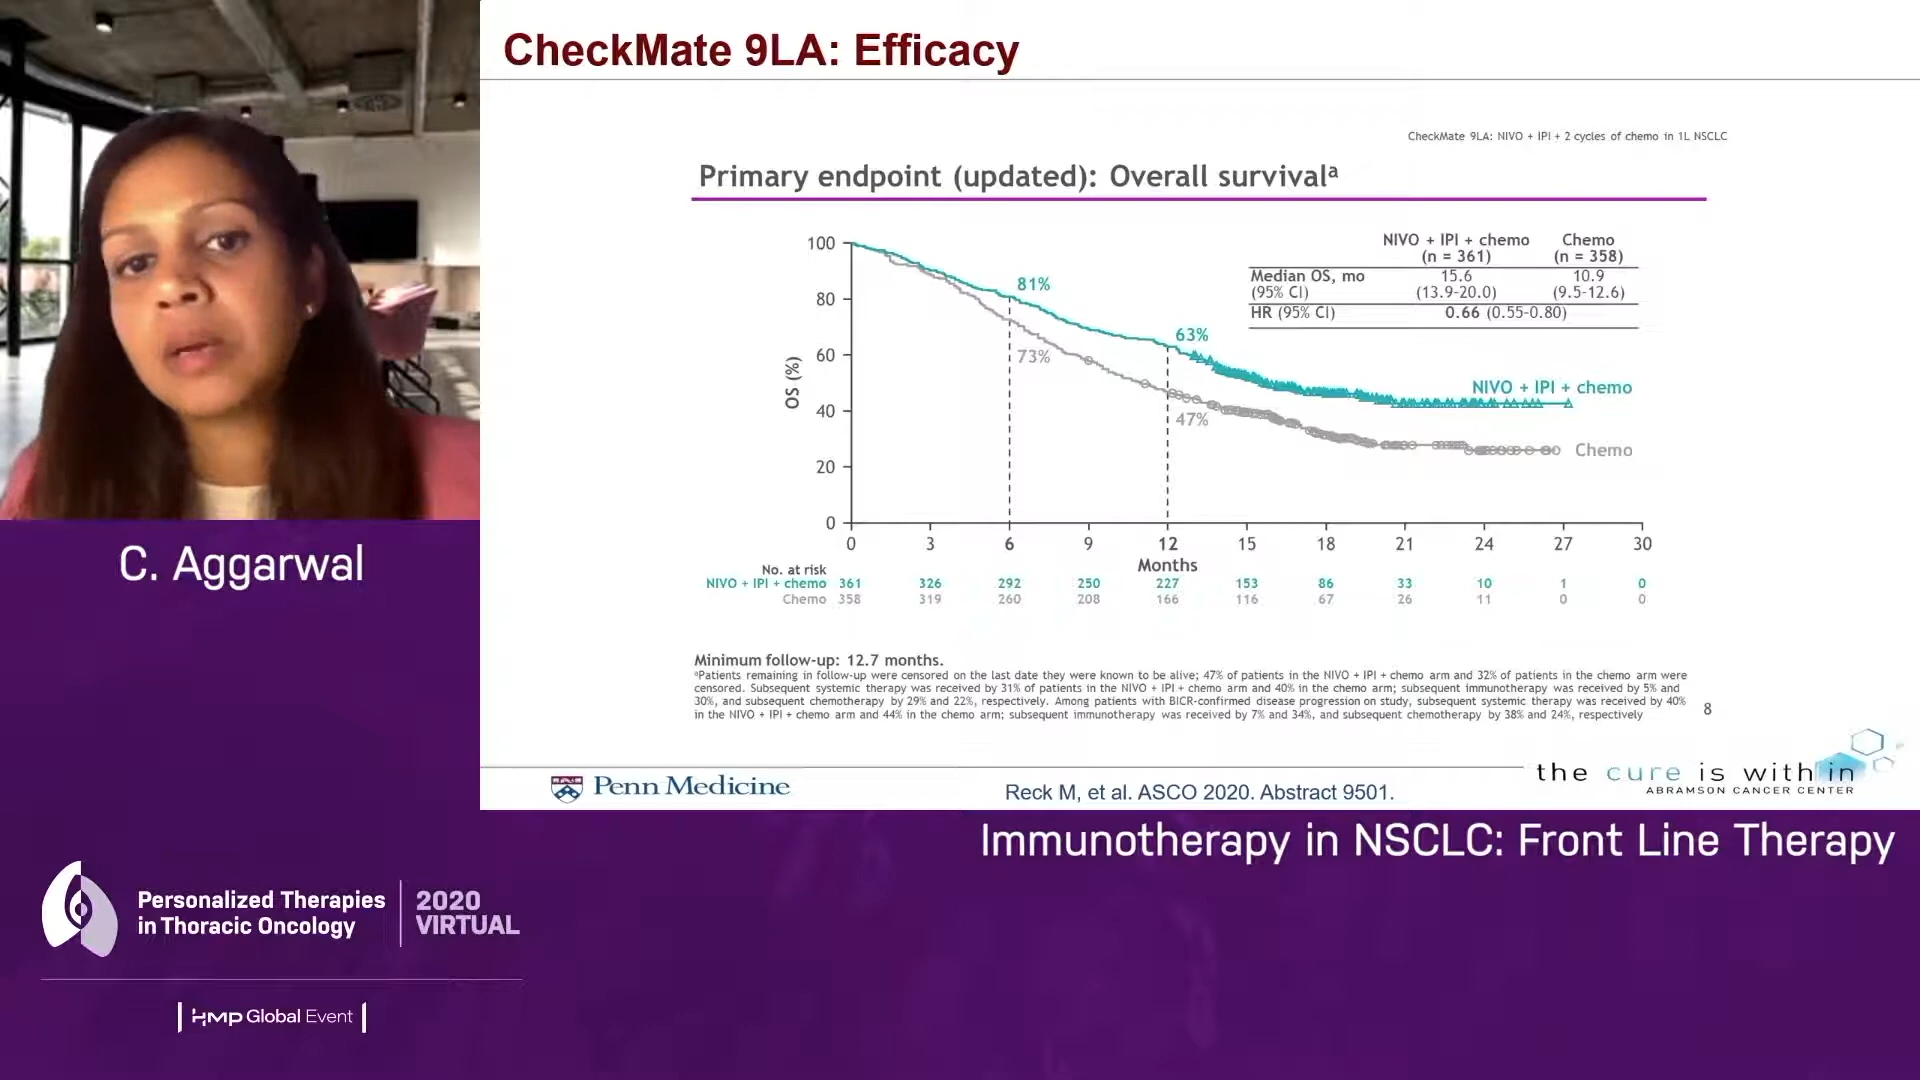 CheckMate 9LA: Efficacy
CheckMate 9LA: NIVO + IPI + 2 cycles of chemo in 1L NSCLC
Primary endpoint (updated): Overall survivalᵃ
NIVO + IPI + chemo Chemo
(n = 361) (n = 358)
Median OS, mo 15.6 10.9
(95% CI) (13.9-20.0) (9.5-12.6)
HR (95% CI) 0.66 (0.55-0.80)
OS (%)
100
80
60
40
20
0
81%
73%
63%
47%
NIVO + IPI + chemo
Chemo
0 3 6 9 12 15 18 21 24 27 30
Months
No. at risk
NIVO + IPI + chemo 361 326 292 250 227 153 86 33 10 1 0
Chemo 358 319 260 208 166 116 67 26 11 0 0
Minimum follow-up: 12.7 months.
ᵃPatients remaining in follow-up were censored on the last date they were known to be alive; 47% of patients in the NIVO + IPI + chemo arm and 32% of patients in the chemo arm were
censored. Subsequent systemic therapy was received by 31% of patients in the NIVO + IPI + chemo arm and 40% in the chemo arm; subsequent immunotherapy was received by 5% and
30%, and subsequent chemotherapy by 29% and 22%, respectively. Among patients with BICR-confirmed disease progression on study, subsequent systemic therapy was received by 40%
in the NIVO + IPI + chemo arm and 44% in the chemo arm; subsequent immunotherapy was received by 7% and 34%, and subsequent chemotherapy by 38% and 24%, respectively
8
Penn Medicine
Reck M, et al. ASCO 2020. Abstract 9501.
the cure is within
ABRAMSON CANCER CENTER
C. Aggarwal
Immunotherapy in NSCLC: Front Line Therapy
Personalized Therapies
in Thoracic Oncology
2020
VIRTUAL
HMP Global Event